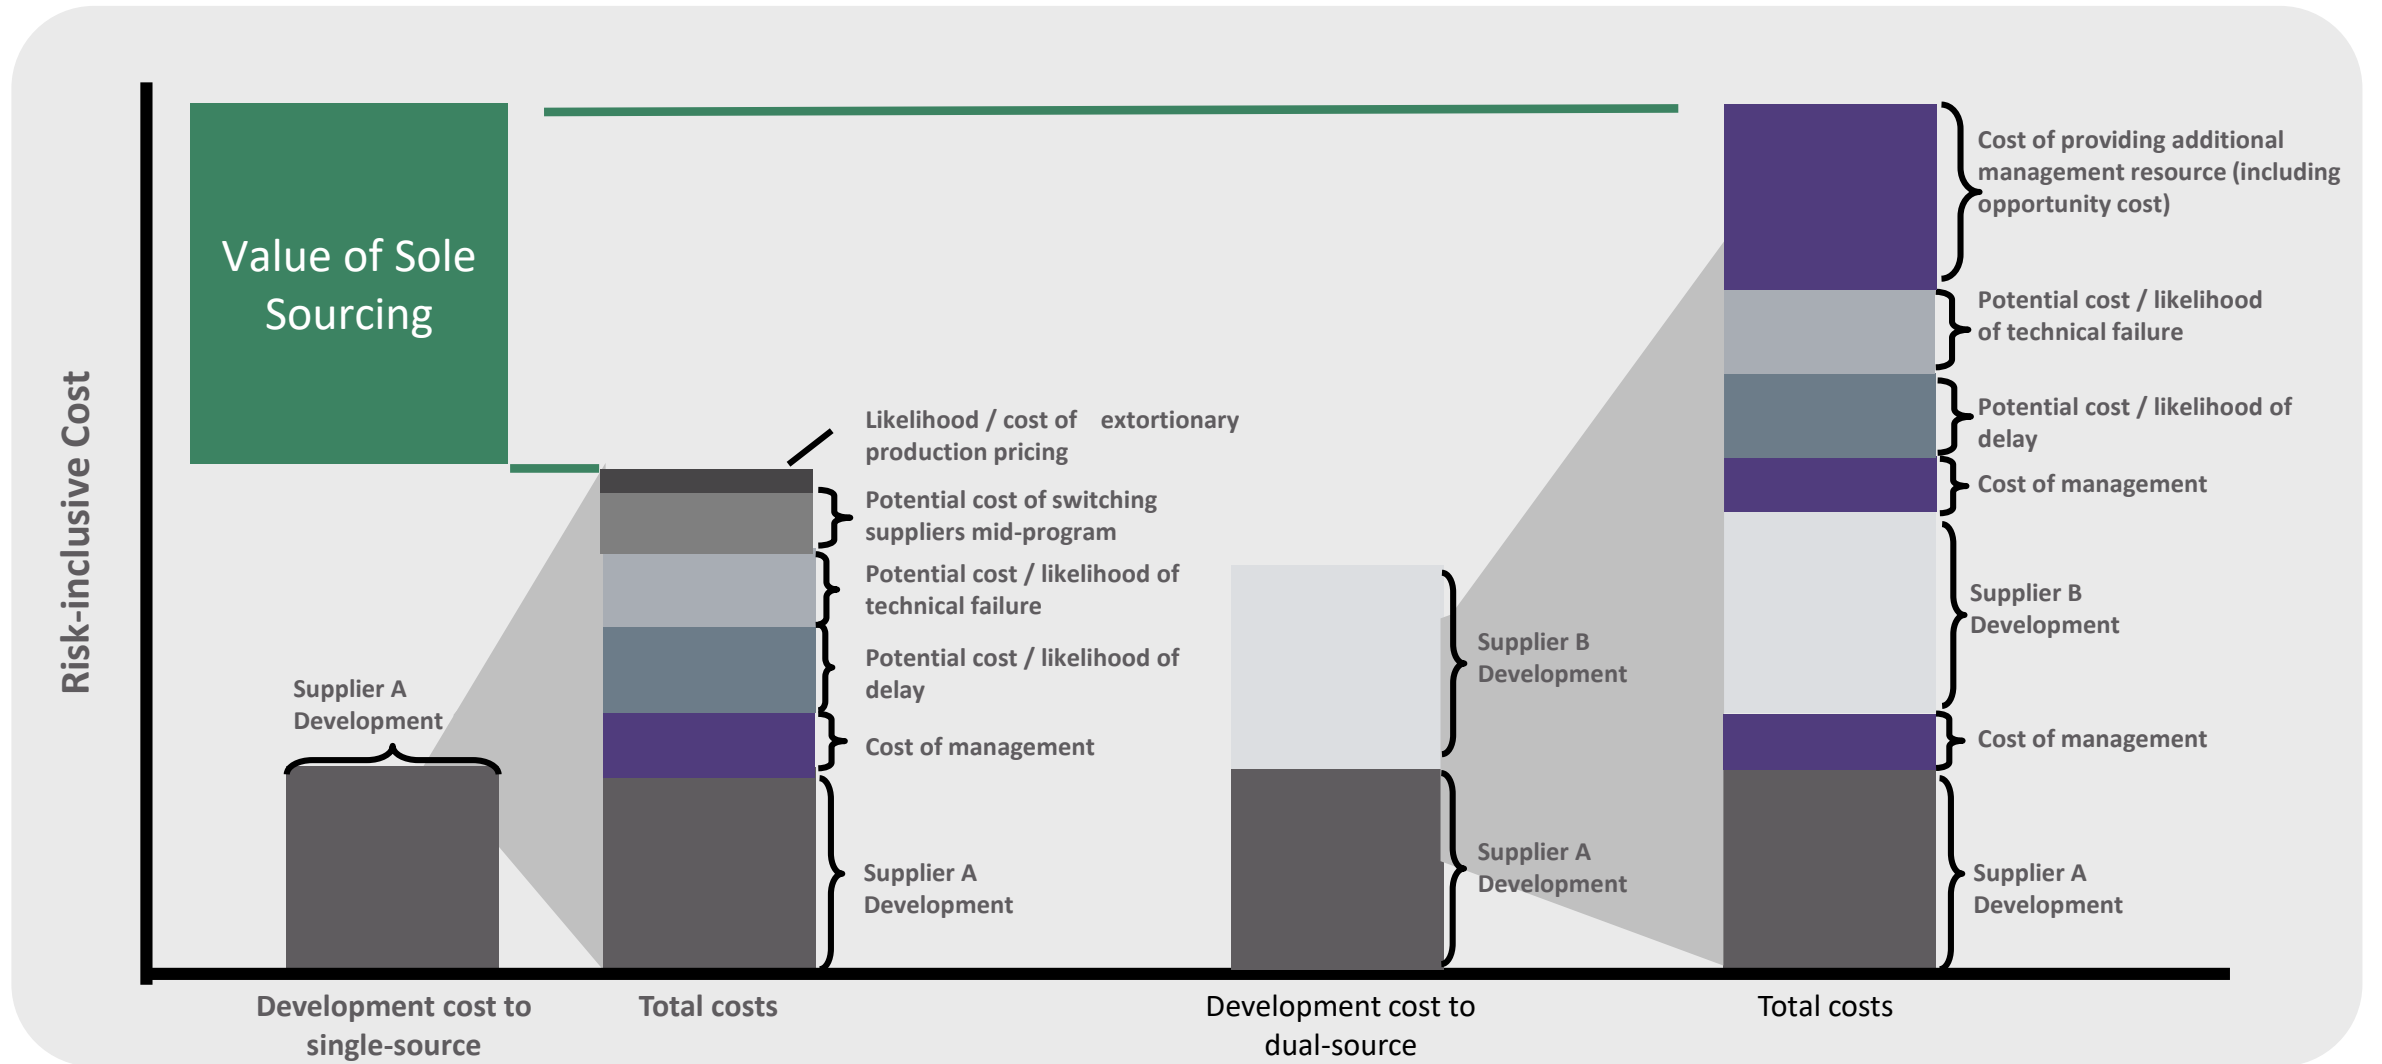 Risk-inclusive Cost
Value of Sole
Sourcing
Supplier A
Development
Likelihood / cost of extortionary
production pricing
Potential cost of switching
suppliers mid-program
Potential cost / likelihood of
technical failure
Potential cost / likelihood of
delay
Cost of management
Supplier A
Development
Supplier B
Development
Supplier A
Development
Cost of providing additional
management resource (including
opportunity cost)
Potential cost / likelihood
of technical failure
Potential cost / likelihood of
delay
Cost of management
Supplier B
Development
Cost of management
Supplier A
Development
Development cost to
single-source
Total costs
Development cost to
dual-source
Total costs